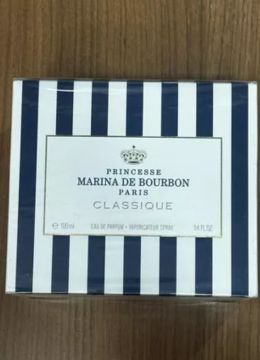 PRINCESSE
MARINA DE BOURBON
PARIS
CLASSIQUE
℮ 100 ml EAU DE PARFUM • VAPORISATEUR SPRAY 3.4 FL.OZ